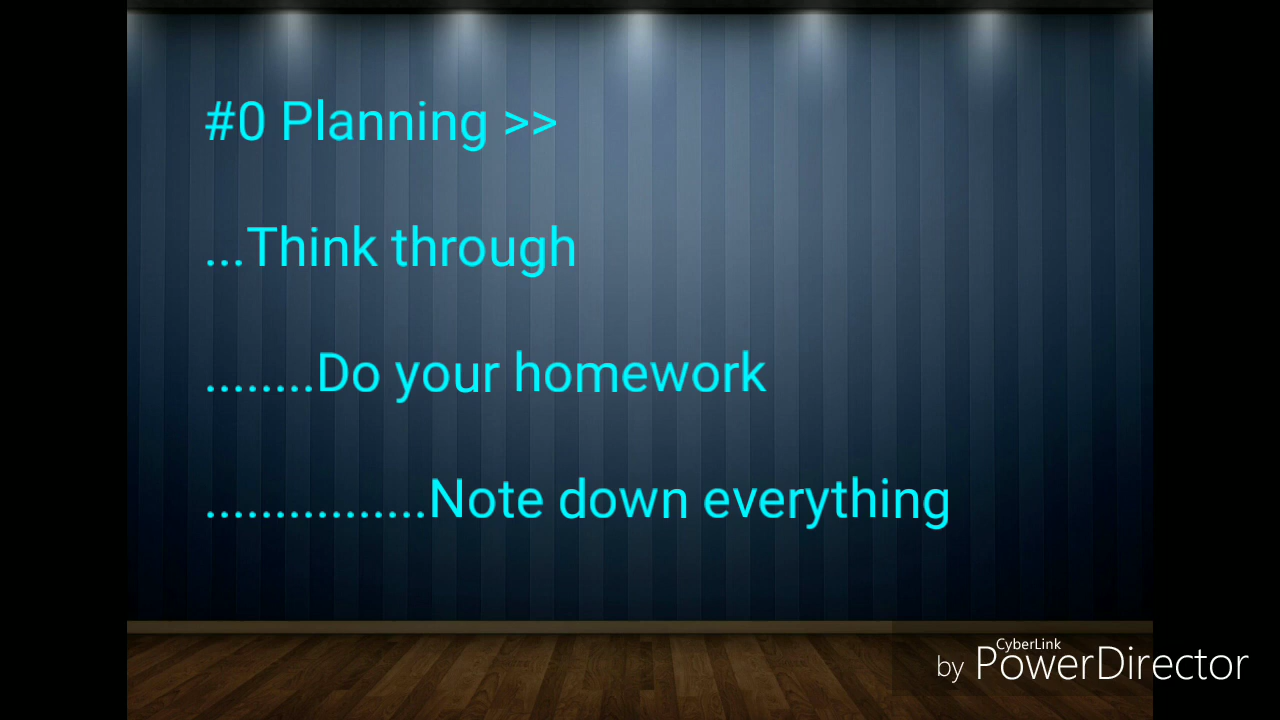 #0 Planning >>
...Think through
........Do your homework
................Note down everything
CyberLink
by PowerDirector